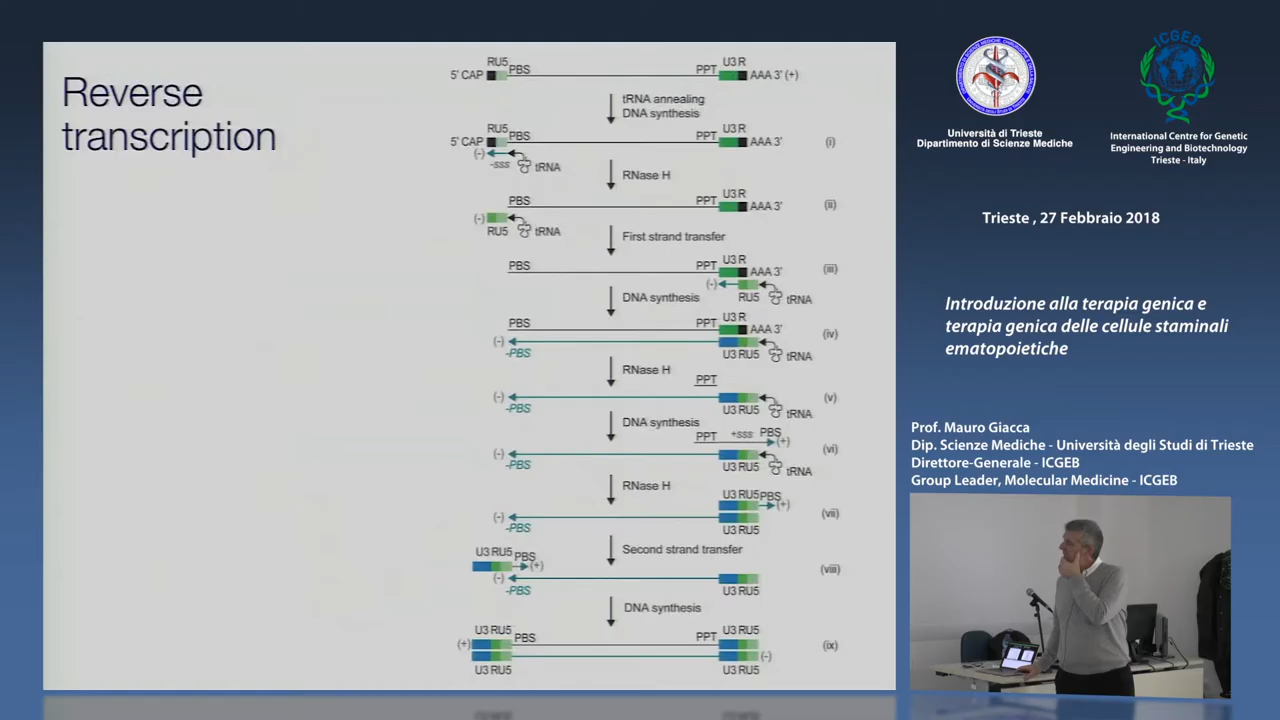 Reverse
transcription
RU5
PBS
PPT
U3 R
5' CAP
AAA 3' (+)
tRNA annealing
DNA synthesis
RU5
PBS
PPT
U3 R
5' CAP
AAA 3'
(i)
(-)
-sss
tRNA
RNase H
PBS
PPT
U3 R
AAA 3'
(ii)
(-)
RU5
tRNA
First strand transfer
PBS
PPT
U3 R
AAA 3'
(iii)
(-)
RU5
tRNA
DNA synthesis
PBS
PPT
U3 R
AAA 3'
(iv)
(-)
-PBS
U3 RU5
tRNA
RNase H
PPT
(-)
(v)
-PBS
U3 RU5
tRNA
DNA synthesis
PPT
+sss
PBS
(+)
(vi)
(-)
-PBS
U3 RU5
tRNA
RNase H
U3 RU5
PBS
(+)
(vii)
(-)
-PBS
U3 RU5
Second strand transfer
U3 RU5
PBS
(+)
(viii)
(-)
-PBS
U3 RU5
DNA synthesis
U3 RU5
PBS
PPT
U3 RU5
(+)
(ix)
(-)
U3 RU5
U3 RU5
ICGEB
Università di Trieste
Dipartimento di Scienze Mediche
International Centre for Genetic
Engineering and Biotechnology
Trieste - Italy
Trieste , 27 Febbraio 2018
Introduzione alla terapia genica e
terapia genica delle cellule staminali
ematopoietiche
Prof. Mauro Giacca
Dip. Scienze Mediche - Università degli Studi di Trieste
Direttore-Generale - ICGEB
Group Leader, Molecular Medicine - ICGEB